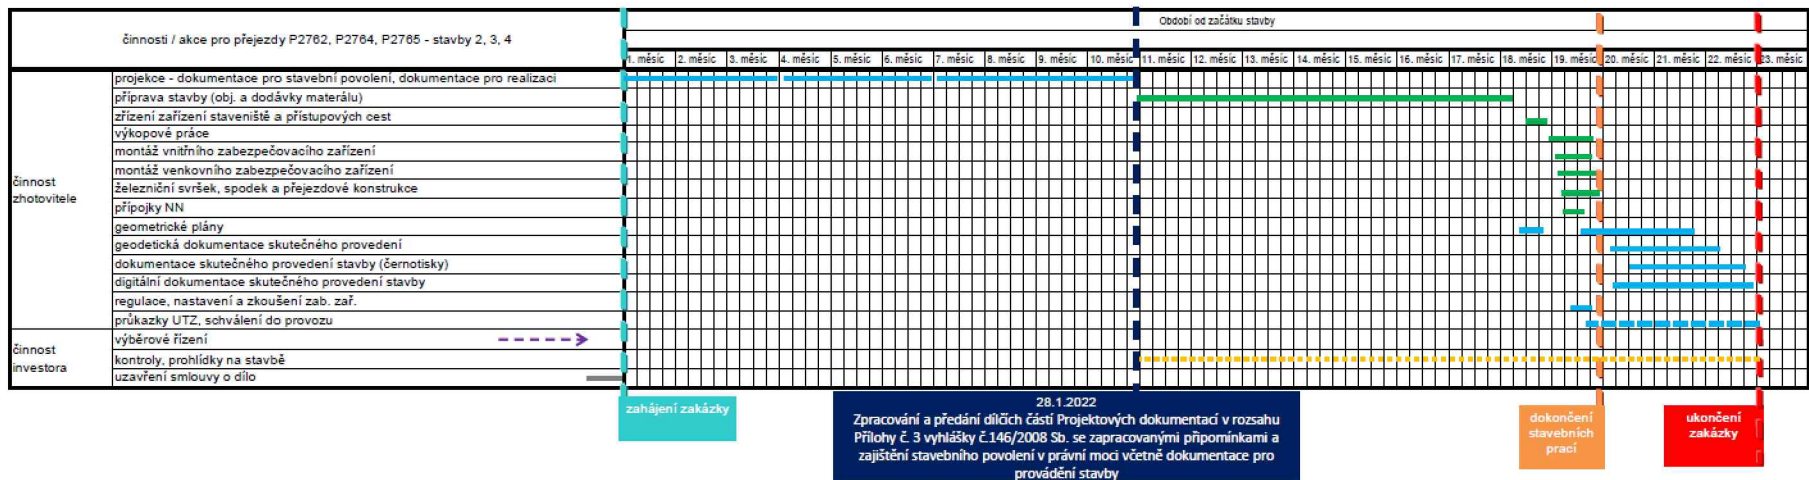 Období od začátku stavby
činnosti / akce pro přejezdy P2762, P2764, P2765 - stavby 2, 3, 4
1. měsíc 2. měsíc 3. měsíc 4. měsíc 5. měsíc 6. měsíc 7. měsíc 8. měsíc 9. měsíc 10. měsíc 11. měsíc 12. měsíc 13. měsíc 14. měsíc 15. měsíc 16. měsíc 17. měsíc 18. měsíc 19. měsíc 20. měsíc 21. měsíc 22. měsíc 23. měsíc
činnost
zhotovitele
projekce - dokumentace pro stavební povolení, dokumentace pro realizaci
příprava stavby (obj. a dodávky materálu)
zřízení zařízení staveniště a přístupových cest
výkopové práce
montáž vnitřního zabezpečovacího zařízení
montáž venkovního zabezpečovacího zařízení
železniční svršek, spodek a přejezdové konstrukce
přípojky NN
geometrické plány
geodetická dokumentace skutečného provedení
dokumentace skutečného provedení stavby (černotisky)
digitální dokumentace skutečného provedení stavby
regulace, nastavení a zkoušení zab. zař.
průkazky UTZ, schválení do provozu
činnost
investora
výběrové řízení
kontroly, prohlídky na stavbě
uzavření smlouvy o dílo
zahájení zakázky
28.1.2022
Zpracování a předání dílčích částí Projektových dokumentací v rozsahu
Přílohy č. 3 vyhlášky č.146/2008 Sb. se zapracovanými připomínkami a
zajištění stavebního povolení v právní moci včetně dokumentace pro
provádění stavby
dokončení
stavebních
prací
ukončení
zakázky